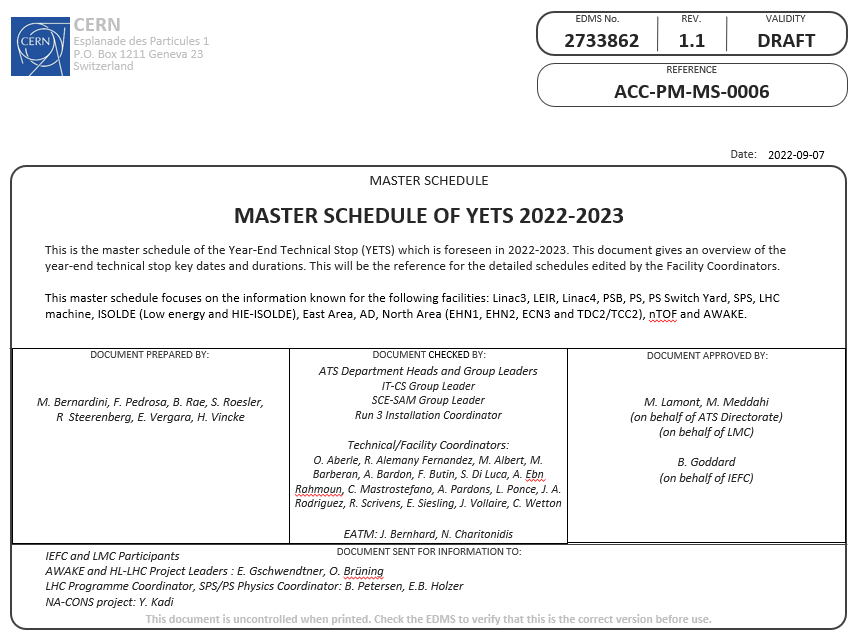 CERN
CERN
Esplanade des Particules 1
P.O. Box 1211 Geneva 23
Switzerland
EDMS No. REV. VALIDITY
2733862 1.1 DRAFT
REFERENCE
ACC-PM-MS-0006
Date: 2022-09-07
MASTER SCHEDULE
MASTER SCHEDULE OF YETS 2022-2023
This is the master schedule of the Year-End Technical Stop (YETS) which is foreseen in 2022-2023. This document gives an overview of the
year-end technical stop key dates and durations. This will be the reference for the detailed schedules edited by the Facility Coordinators.
This master schedule focuses on the information known for the following facilities: Linac3, LEIR, Linac4, PSB, PS, PS Switch Yard, SPS, LHC
machine, ISOLDE (Low energy and HIE-ISOLDE), East Area, AD, North Area (EHN1, EHN2, ECN3 and TDC2/TCC2), nTOF and AWAKE.
DOCUMENT PREPARED BY:
M. Bernardini, F. Pedrosa, B. Rae, S. Roesler,
R Steerenberg, E. Vergara, H. Vincke
DOCUMENT CHECKED BY:
ATS Department Heads and Group Leaders
IT-CS Group Leader
SCE-SAM Group Leader
Run 3 Installation Coordinator
Technical/Facility Coordinators:
O. Aberle, R. Alemany Fernandez, M. Albert, M.
Barberan, A. Bardon, F. Butin, S. Di Luca, A. Ebn
Rahmoun, C. Mastrostefano, A. Pardons, L. Ponce, J. A.
Rodriguez, R. Scrivens, E. Siesling, J. Vollaire, C. Wetton
EATM: J. Bernhard, N. Charitonidis
DOCUMENT APPROVED BY:
M. Lamont, M. Meddahi
(on behalf of ATS Directorate)
(on behalf of LMC)
B. Goddard
(on behalf of IEFC)
DOCUMENT SENT FOR INFORMATION TO:
IEFC and LMC Participants
AWAKE and HL-LHC Project Leaders : E. Gschwendtner, O. Brüning
LHC Programme Coordinator, SPS/PS Physics Coordinator: B. Petersen, E.B. Holzer
NA-CONS project: Y. Kadi
This document is uncontrolled when printed. Check the EDMS to verify that this is the correct version before use.